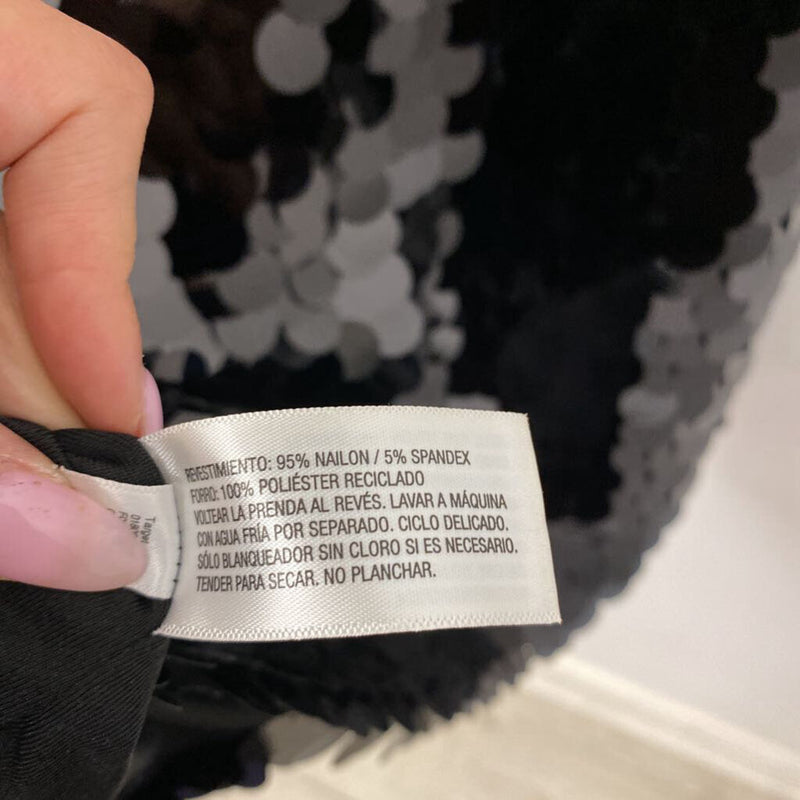 REVESTIMIENTO: 95% NAILON / 5% SPANDEX
FORRO: 100% POLIÉSTER RECICLADO
VOLTEAR LA PRENDA AL REVÉS. LAVAR A MÁQUINA
CON AGUA FRÍA POR SEPARADO. CICLO DELICADO.
SÓLO BLANQUEADOR SIN CLORO SI ES NECESARIO.
TENDER PARA SECAR. NO PLANCHAR.
Target